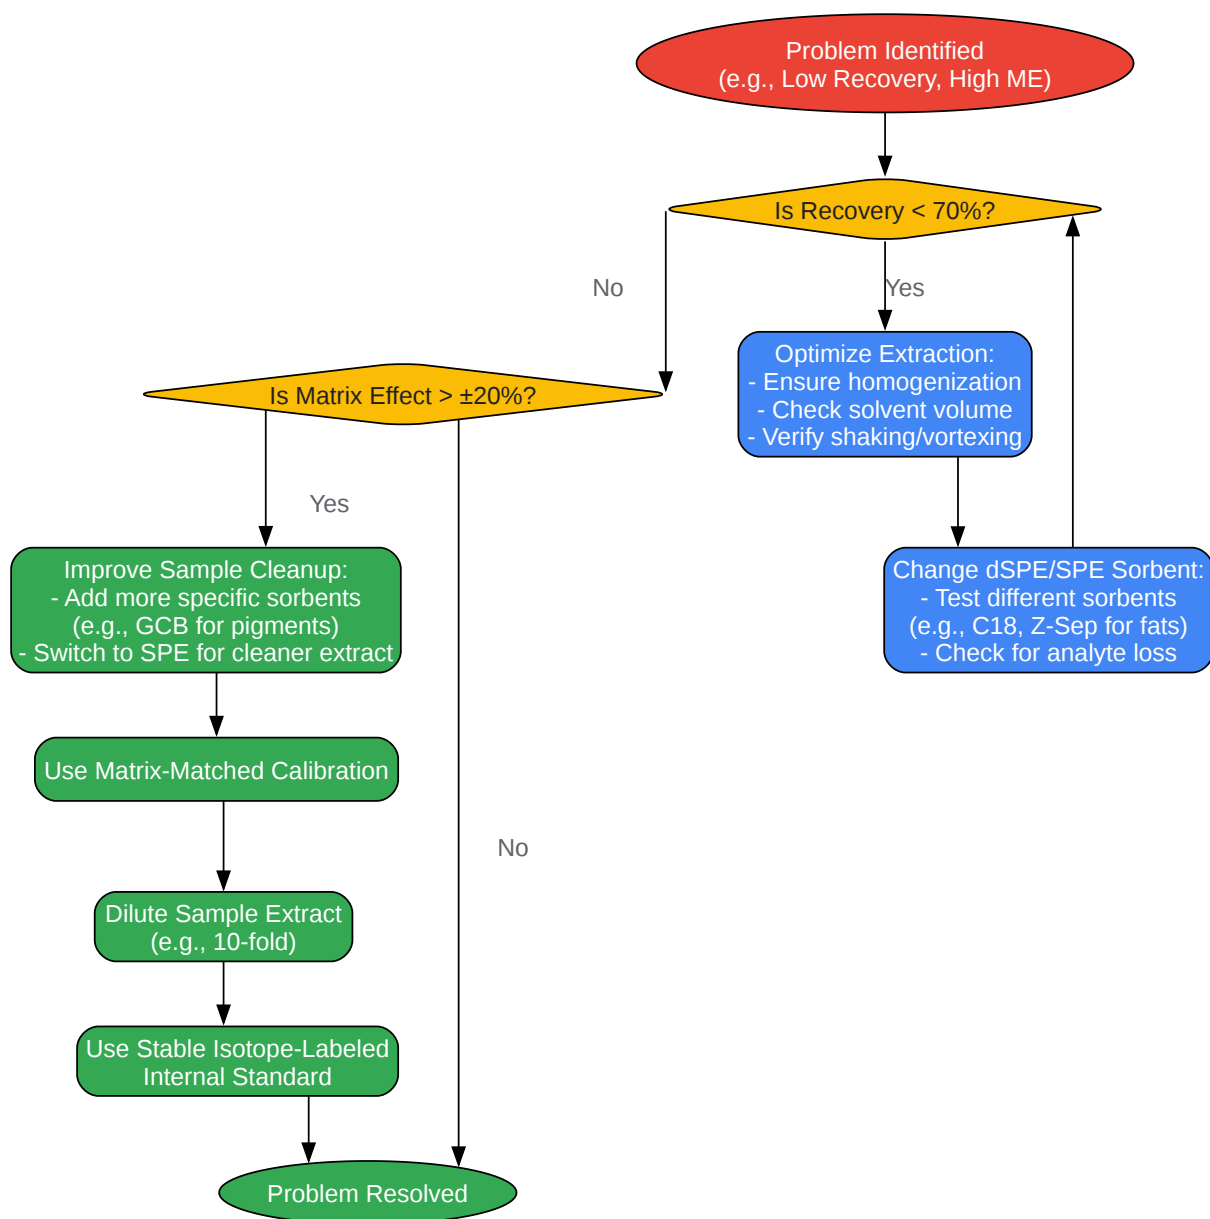 Problem Identified
(e.g., Low Recovery, High ME)
Is Recovery < 70%?
No
Yes
Optimize Extraction:
- Ensure homogenization
- Check solvent volume
- Verify shaking/vortexing
Is Matrix Effect > ±20%?
Yes
Change dSPE/SPE Sorbent:
- Test different sorbents
(e.g., C18, Z-Sep for fats)
- Check for analyte loss
Improve Sample Cleanup:
- Add more specific sorbents
(e.g., GCB for pigments)
- Switch to SPE for cleaner extract
Use Matrix-Matched Calibration
No
Dilute Sample Extract
(e.g., 10-fold)
Use Stable Isotope-Labeled
Internal Standard
Problem Resolved